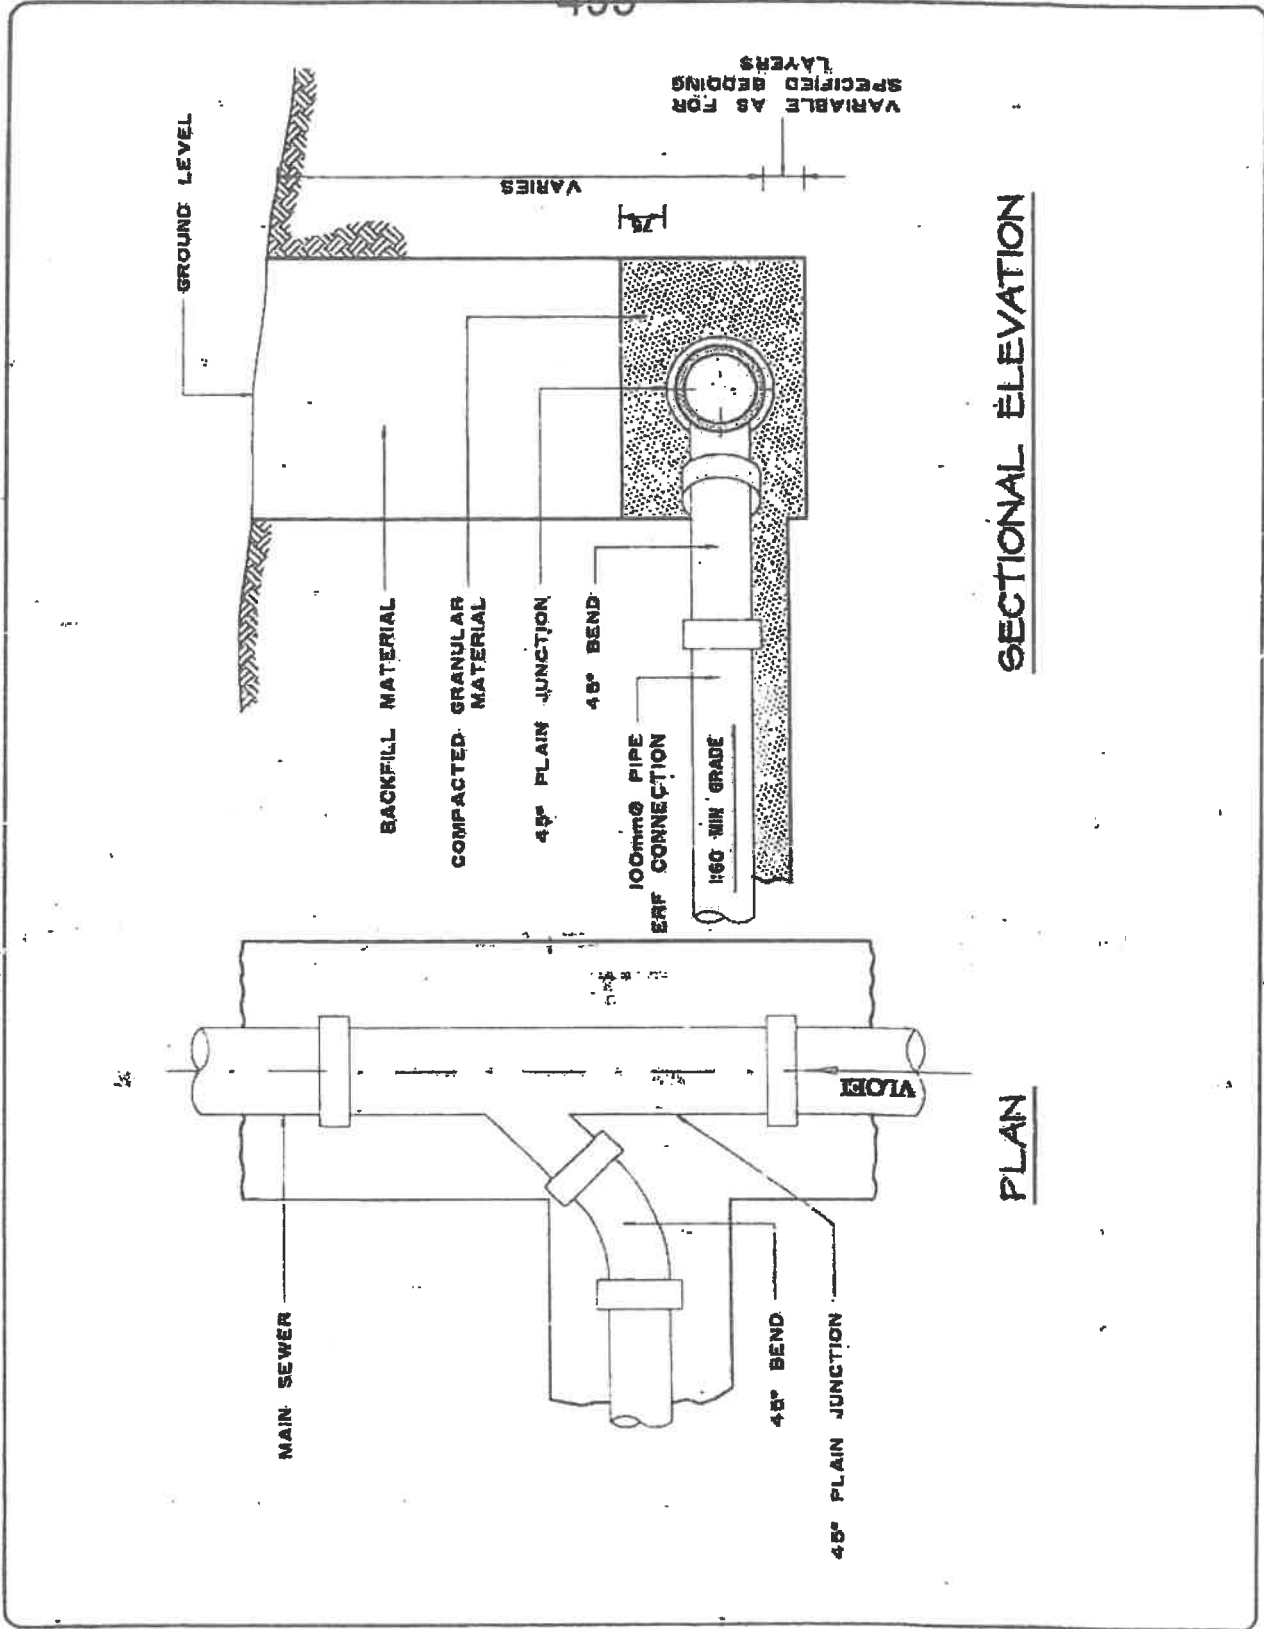 GROUND LEVEL
VARIABLE AS FOR
SPECIFIED BEDDING
LAYERS
VARIES
75
BACKFILL MATERIAL
COMPACTED GRANULAR
MATERIAL
45° PLAIN JUNCTION
45° BEND
100mmØ PIPE
ERF CONNECTION
1:60 MIN GRADE
SECTIONAL ELEVATION
MAIN SEWER
VLOEI
45° BEND
45° PLAIN JUNCTION
PLAN